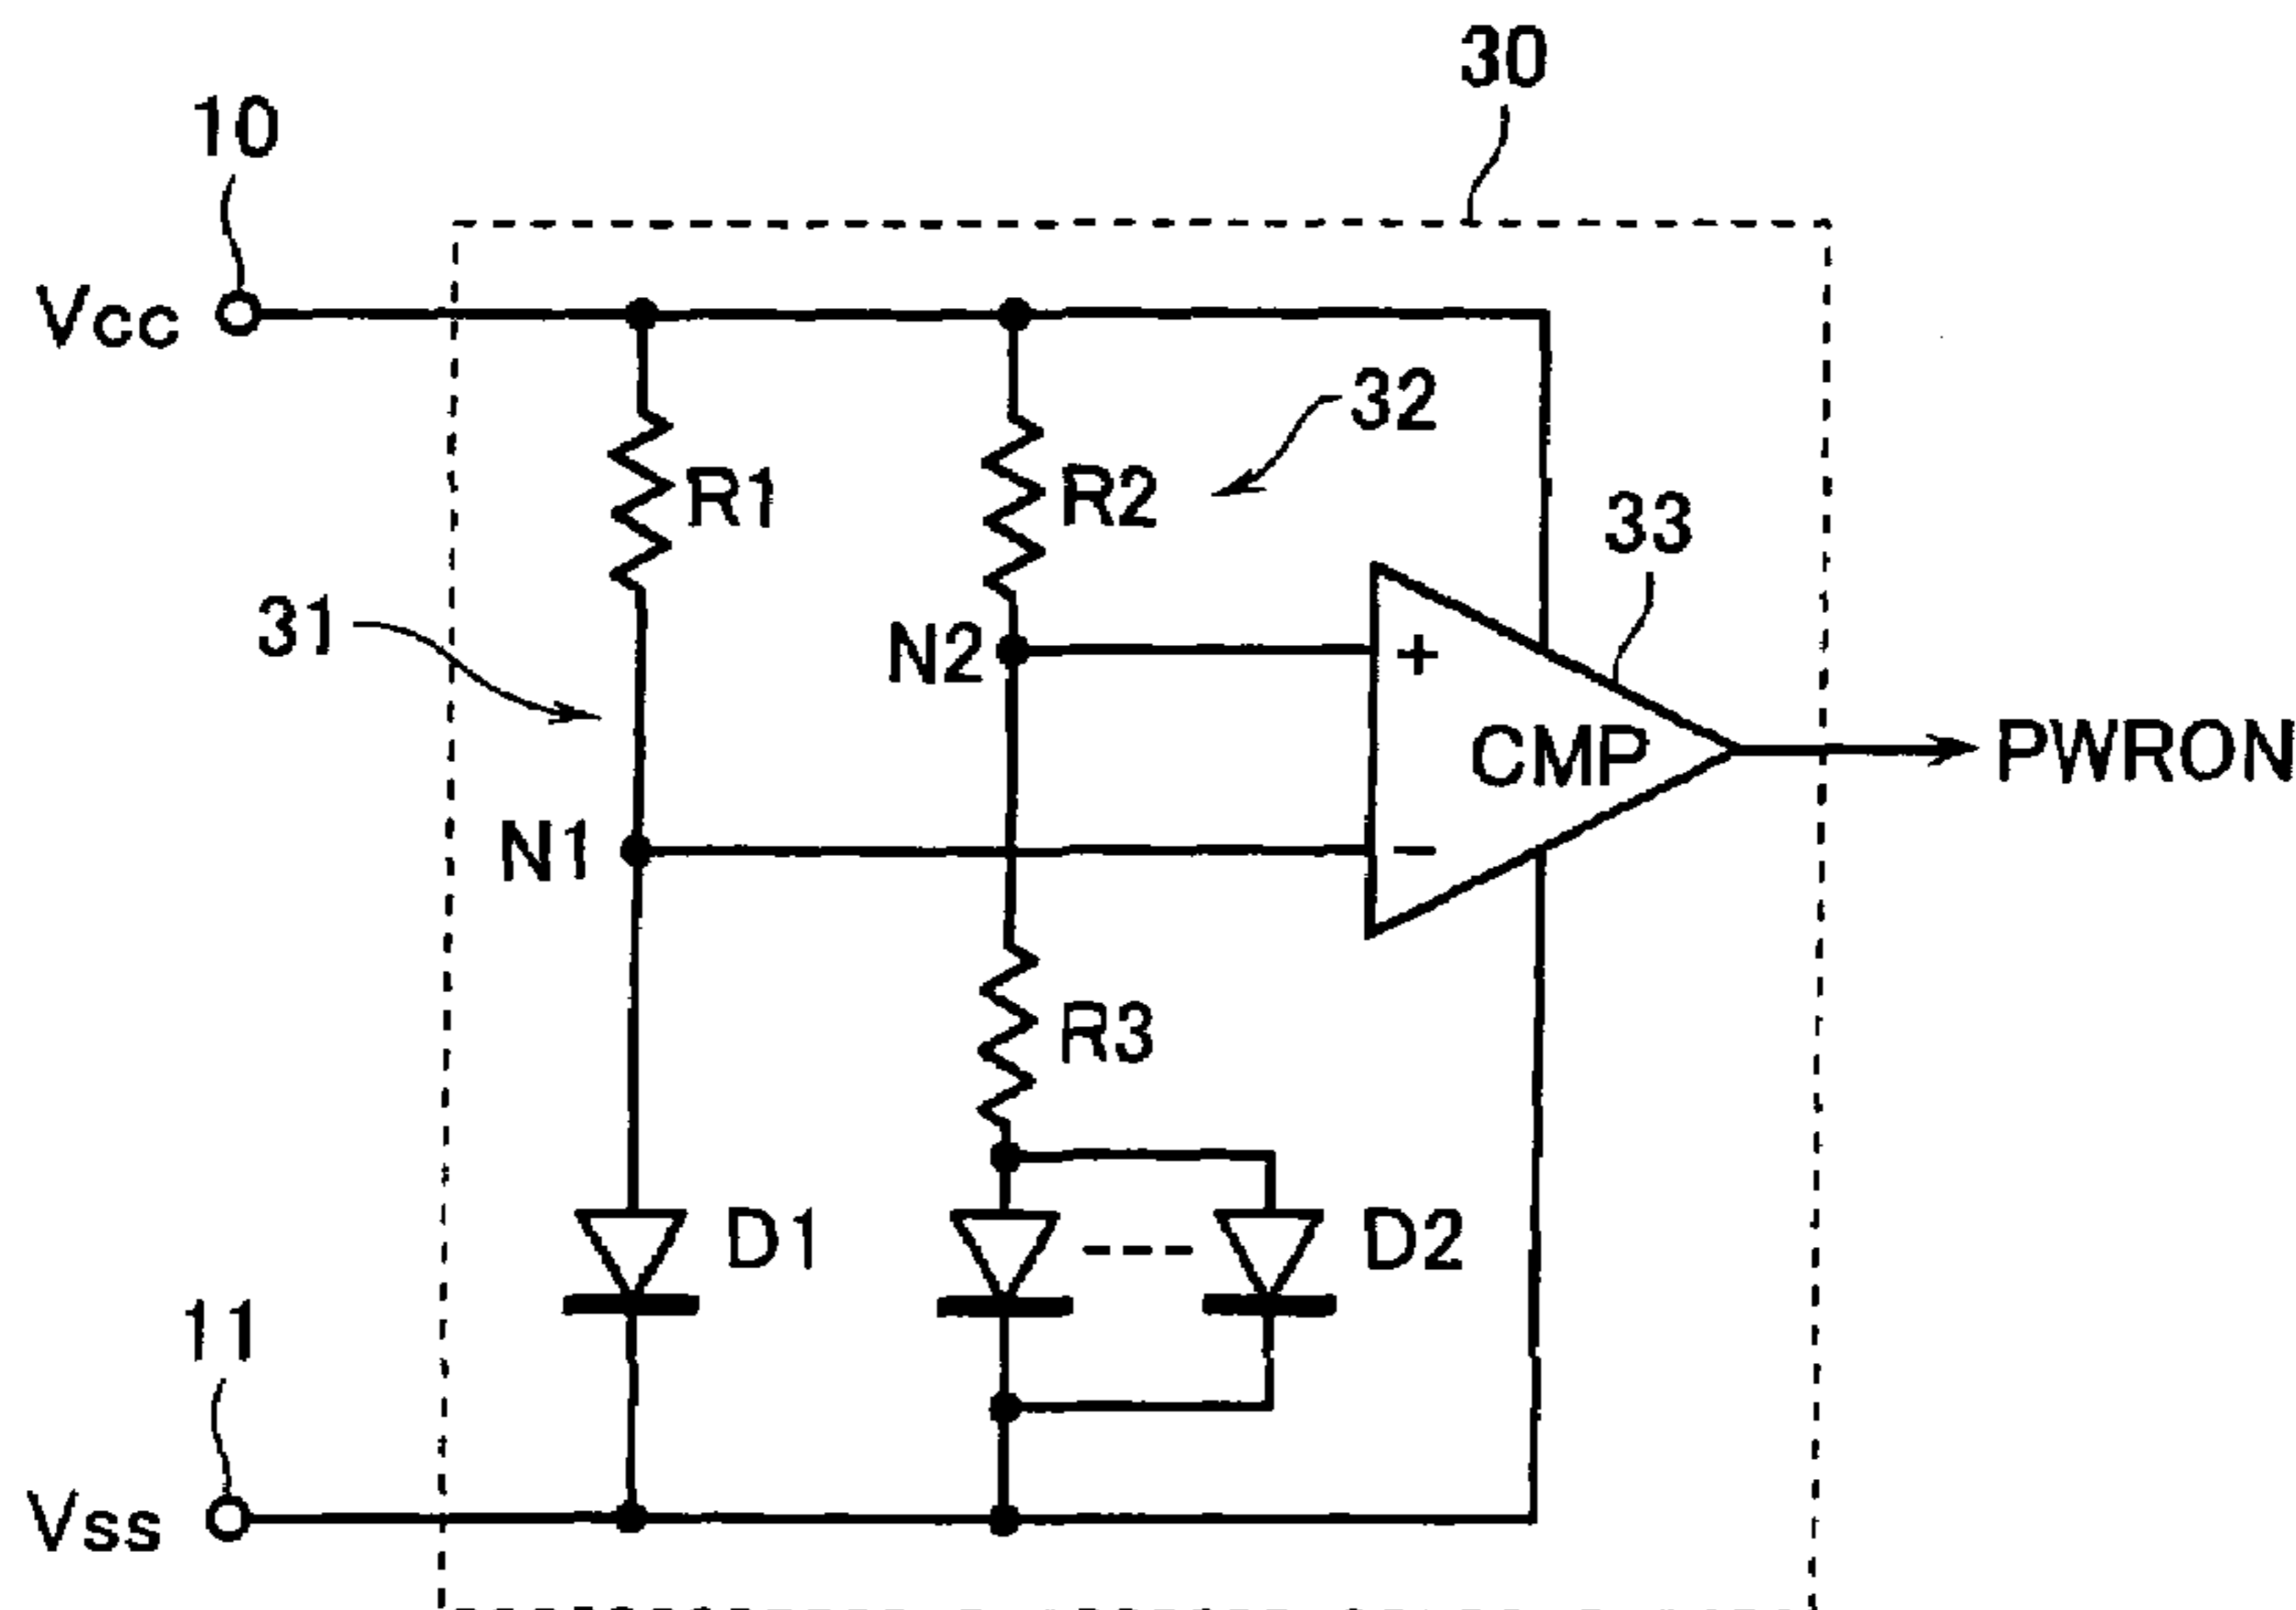 30
10
Vcc
32
R1
R2
33
31
N2
+
CMP
PWRON
N1
−
R3
D1
D2
11
Vss